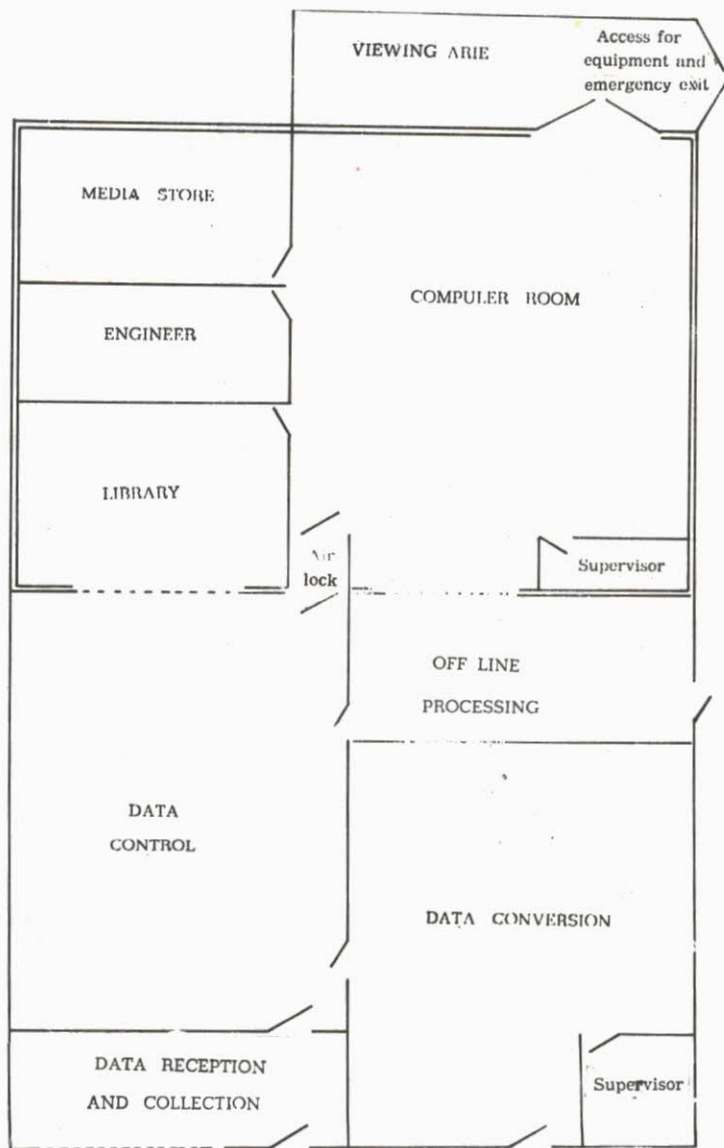 VIEWING ARIE
Access for
equipment and
emergency exit
MEDIA STORE
COMPULER ROOM
ENGINEER
LIBRARY
Air
lock
Supervisor
OFF LINE
PROCESSING
DATA
CONTROL
DATA CONVERSION
DATA RECEPTION
AND COLLECTION
Supervisor